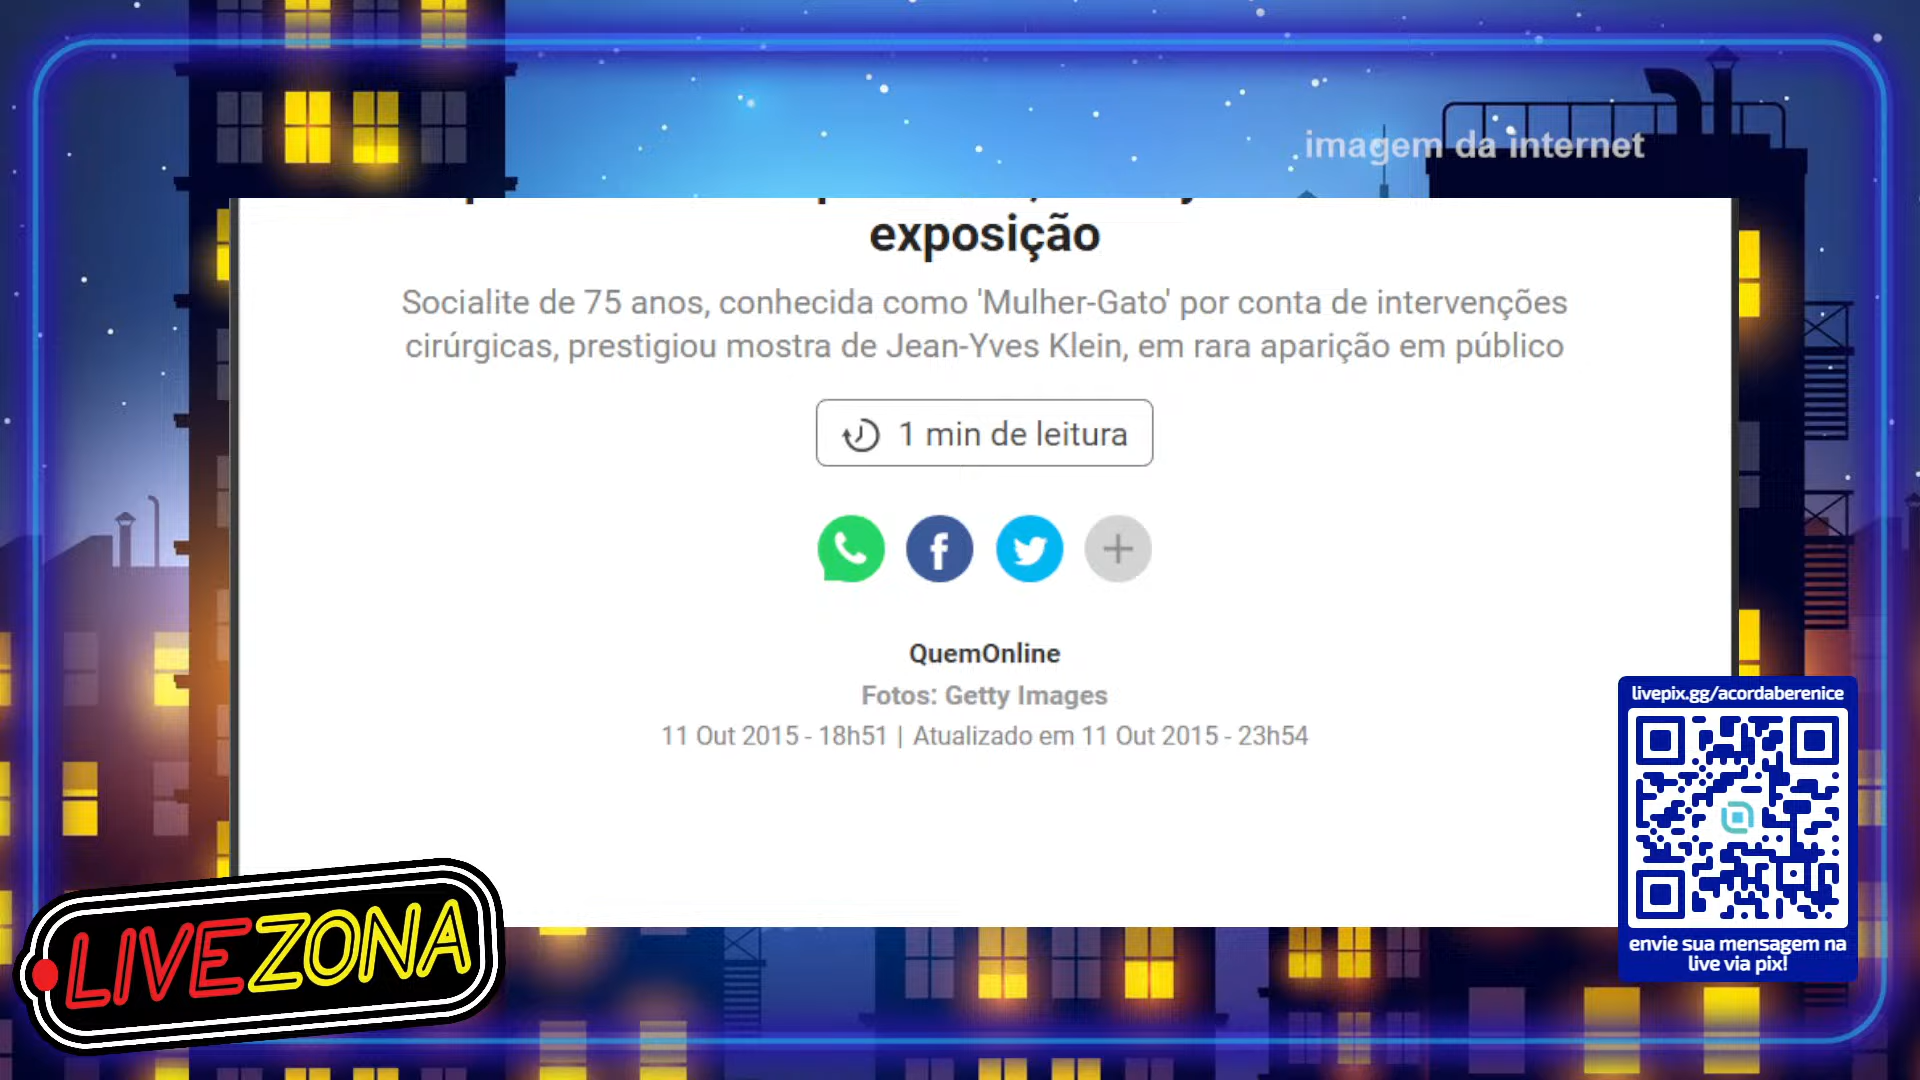 imagem da internet
exposição
Socialite de 75 anos, conhecida como 'Mulher-Gato' por conta de intervenções
cirúrgicas, prestigiou mostra de Jean-Yves Klein, em rara aparição em público
1 min de leitura
QuemOnline
Fotos: Getty Images
11 Out 2015 - 18h51 | Atualizado em 11 Out 2015 - 23h54
livepix.gg/acordaberenice
envie sua mensagem na
live via pix!
LIVEZONA